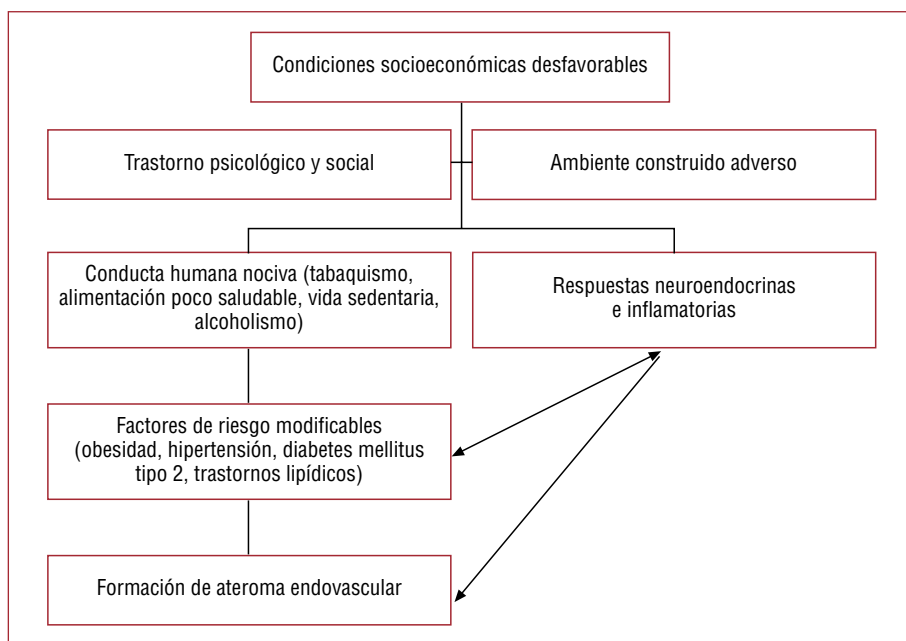 Condiciones socioeconómicas desfavorables
Trastorno psicológico y social
Ambiente construido adverso
Conducta humana nociva (tabaquismo,
alimentación poco saludable, vida sedentaria,
alcoholismo)
Respuestas neuroendocrinas
e inflamatorias
Factores de riesgo modificables
(obesidad, hipertensión, diabetes mellitus
tipo 2, trastornos lipídicos)
Formación de ateroma endovascular